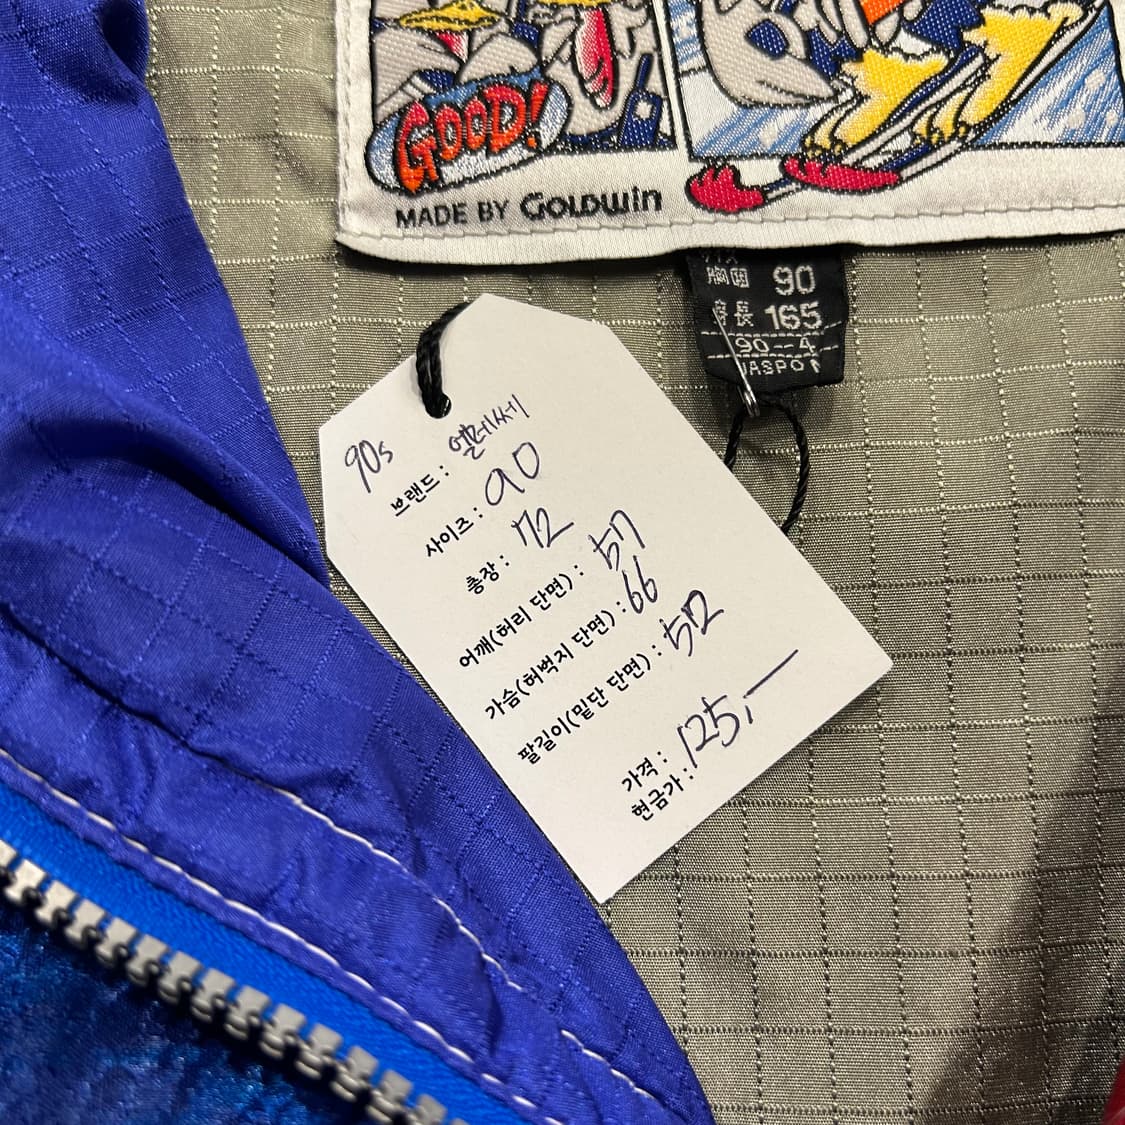 GOOD!
MADE BY GOLDWIN
胸囲 90
身長 165
90--4
JASPO
90s
브랜드 : 엘레쎄
사이즈 : 90
총장 : 72
어깨(허리 단면) : 57
가슴(허벅지 단면) : 66
팔길이(밑단 단면) : 52
가격 :
현금가 : 125,-